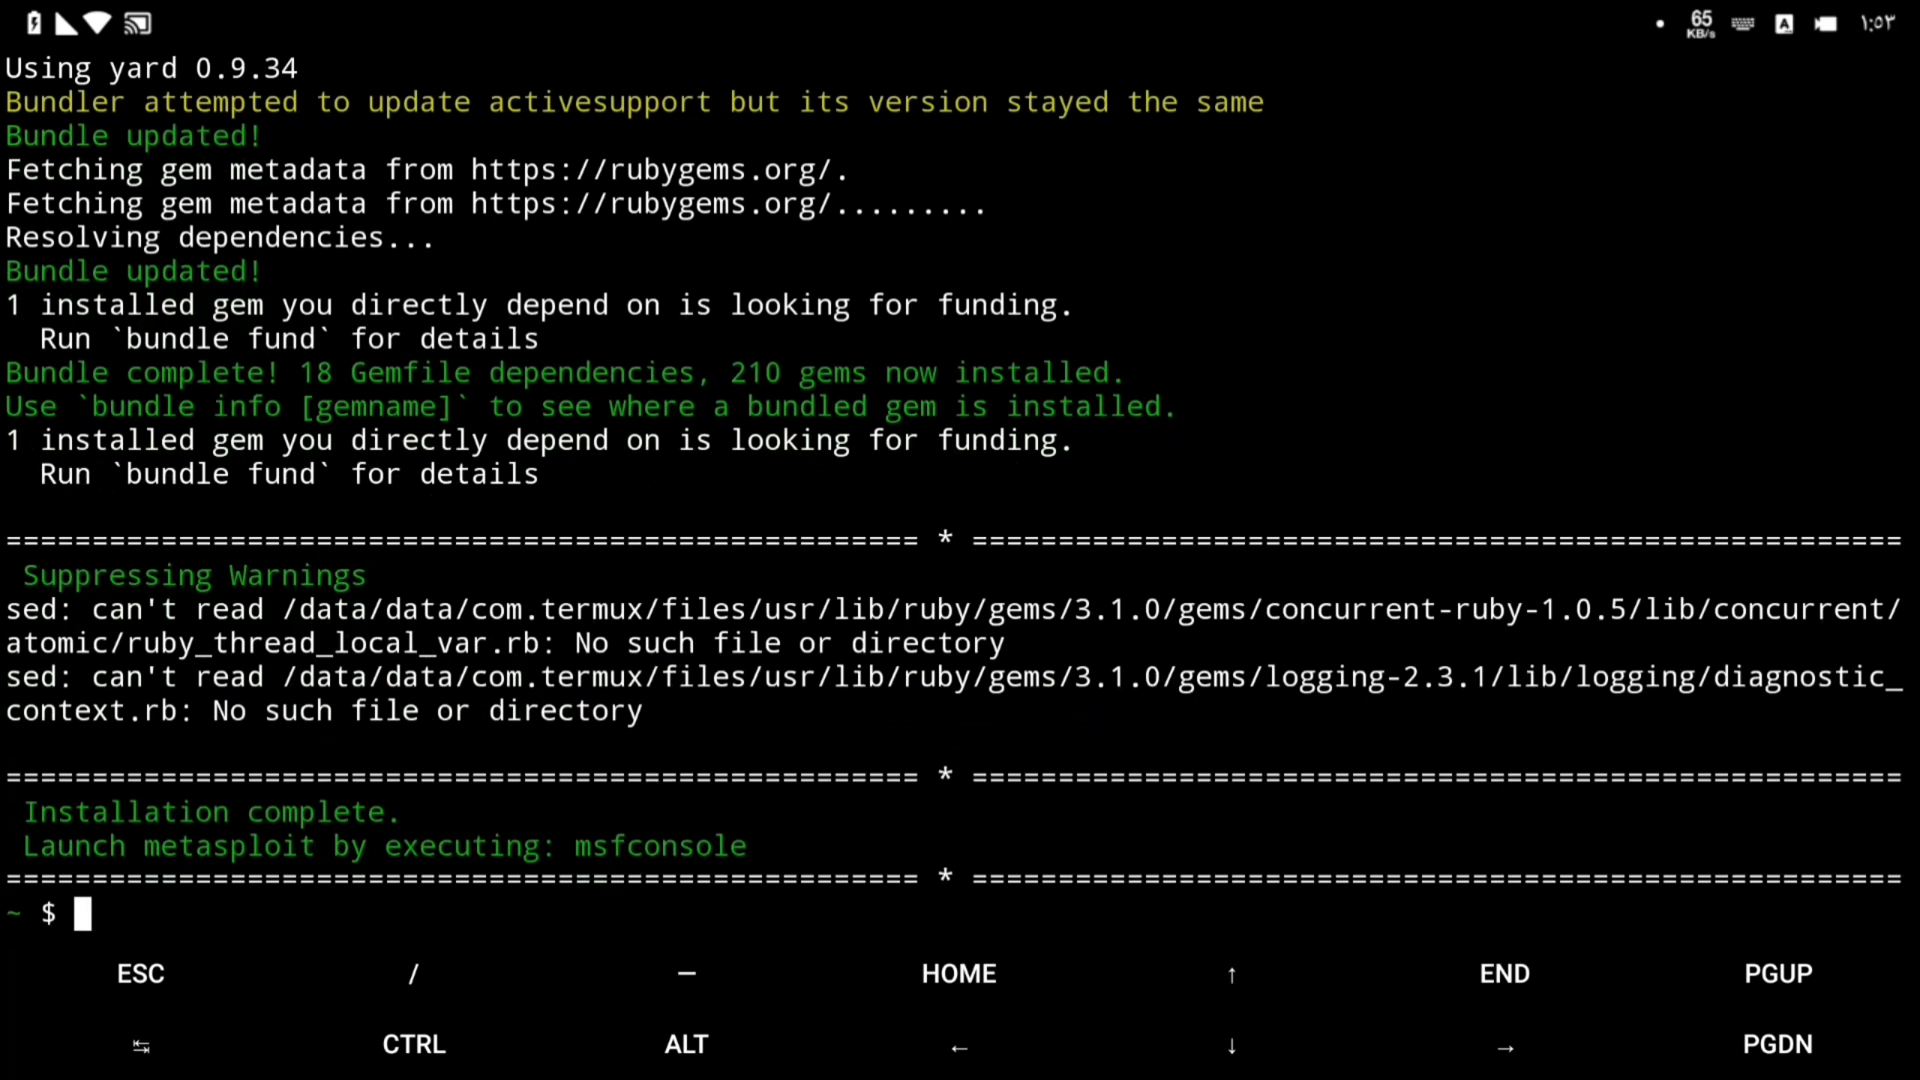 65
KB/s
A
١:٥٣
Using yard 0.9.34
Bundler attempted to update activesupport but its version stayed the same
Bundle updated!
Fetching gem metadata from https://rubygems.org/.
Fetching gem metadata from https://rubygems.org/.........
Resolving dependencies...
Bundle updated!
1 installed gem you directly depend on is looking for funding.
  Run `bundle fund` for details
Bundle complete! 18 Gemfile dependencies, 210 gems now installed.
Use `bundle info [gemname]` to see where a bundled gem is installed.
1 installed gem you directly depend on is looking for funding.
  Run `bundle fund` for details
===================================================== * ======================================================
 Suppressing Warnings
sed: can't read /data/data/com.termux/files/usr/lib/ruby/gems/3.1.0/gems/concurrent-ruby-1.0.5/lib/concurrent/
atomic/ruby_thread_local_var.rb: No such file or directory
sed: can't read /data/data/com.termux/files/usr/lib/ruby/gems/3.1.0/gems/logging-2.3.1/lib/logging/diagnostic_
context.rb: No such file or directory
===================================================== * ======================================================
 Installation complete.
 Launch metasploit by executing: msfconsole
===================================================== * ======================================================
~ $
ESC / — HOME ↑ END PGUP
↹ CTRL ALT ← ↓ → PGDN